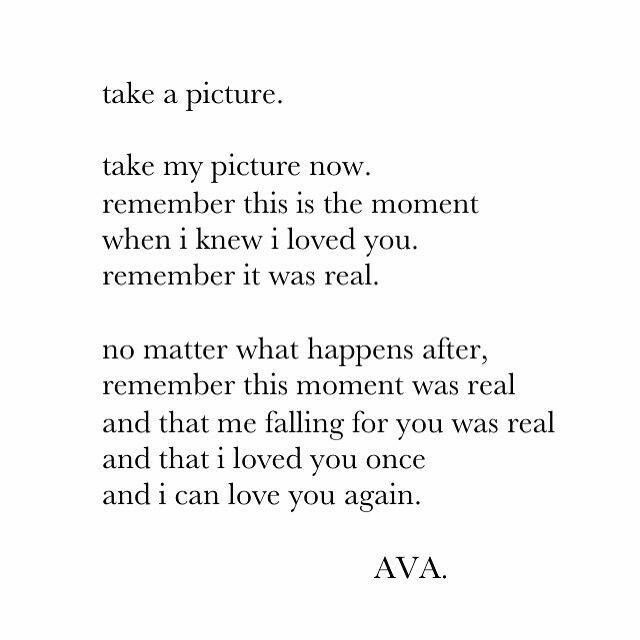 take a picture.
take my picture now.
remember this is the moment
when i knew i loved you.
remember it was real.
no matter what happens after,
remember this moment was real
and that me falling for you was real
and that i loved you once
and i can love you again.
AVA.